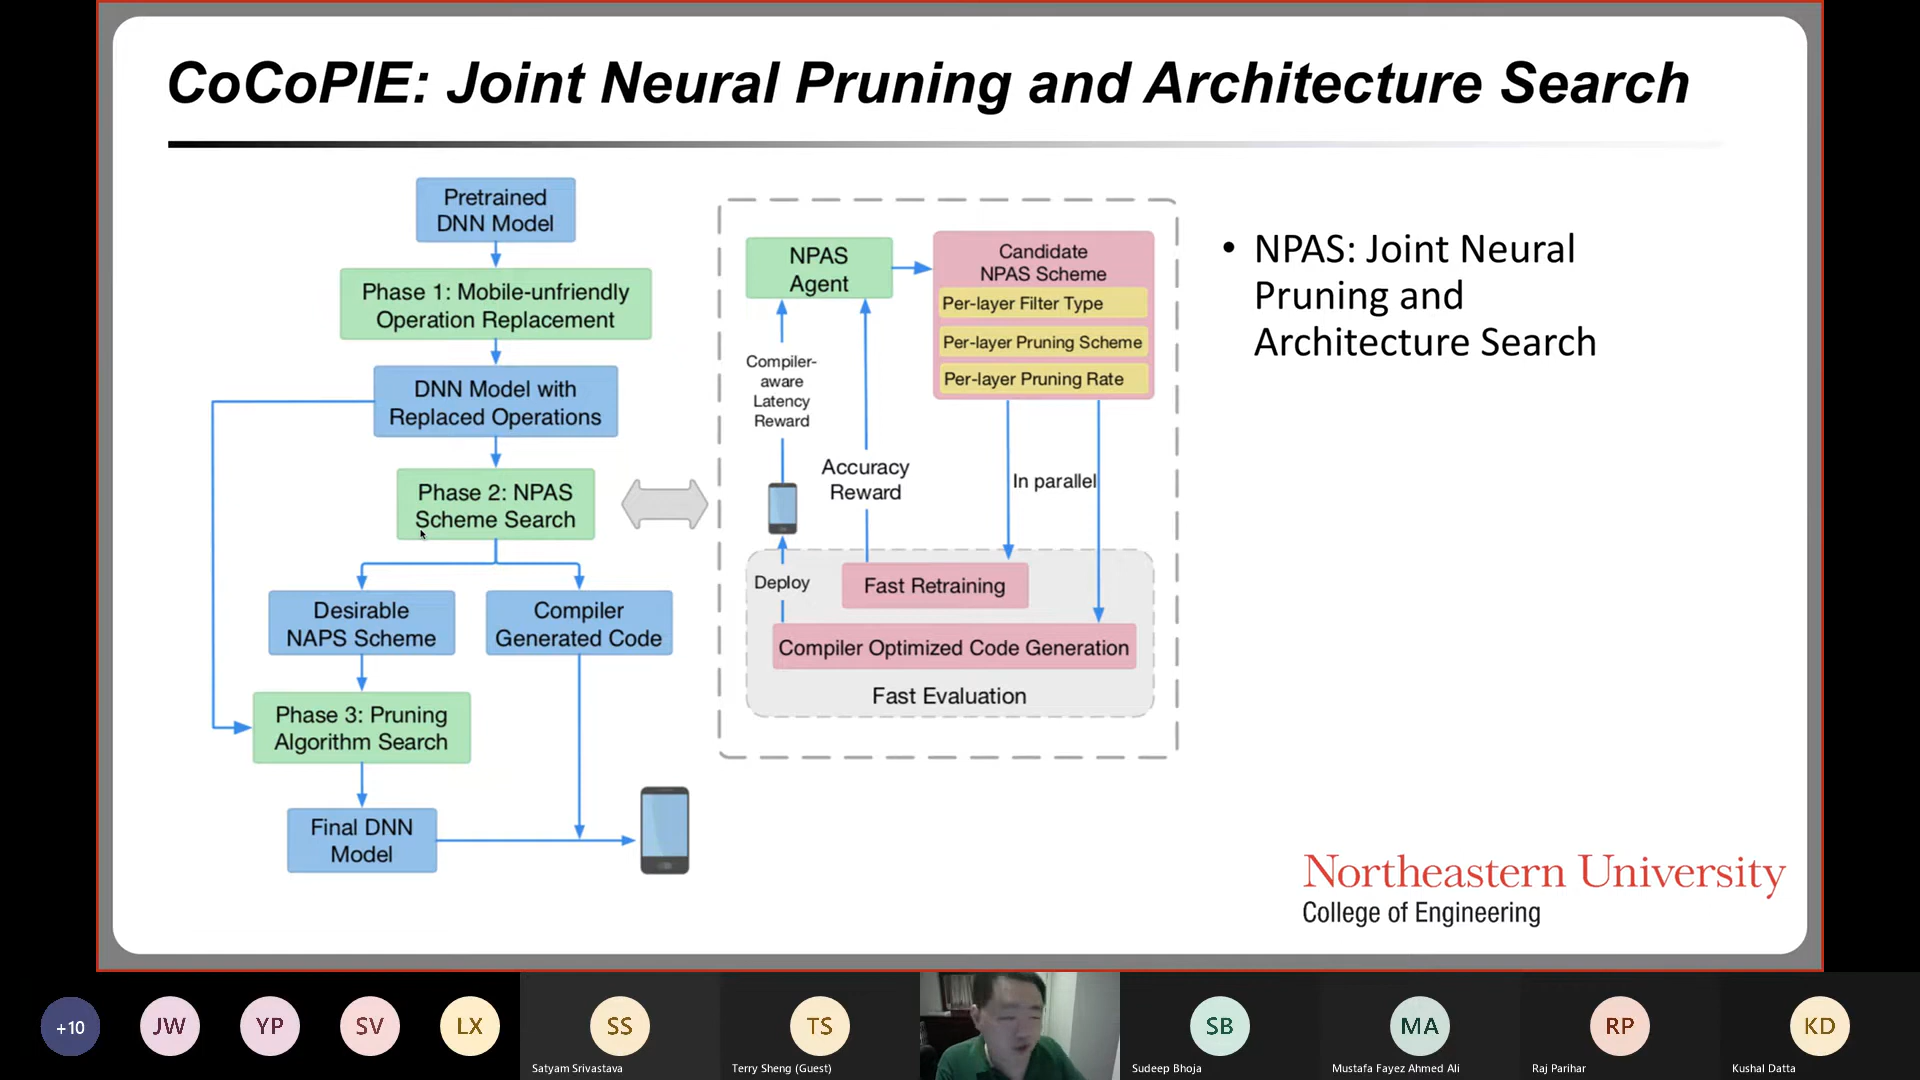 CoCoPIE: Joint Neural Pruning and Architecture Search
Pretrained
DNN Model
Phase 1: Mobile-unfriendly
Operation Replacement
DNN Model with
Replaced Operations
Phase 2: NPAS
Scheme Search
Desirable
NAPS Scheme
Compiler
Generated Code
Phase 3: Pruning
Algorithm Search
Final DNN
Model
NPAS
Agent
Candidate
NPAS Scheme
Per-layer Filter Type
Per-layer Pruning Scheme
Per-layer Pruning Rate
Compiler-
aware
Latency
Reward
Accuracy
Reward
In parallel
Deploy
Fast Retraining
Compiler Optimized Code Generation
Fast Evaluation
• NPAS: Joint Neural
Pruning and
Architecture Search
Northeastern University
College of Engineering
+10
JW
YP
SV
LX
SS
Satyam Srivastava
TS
Terry Sheng (Guest)
SB
Sudeep Bhoja
MA
Mustafa Fayez Ahmed Ali
RP
Raj Parihar
KD
Kushal Datta